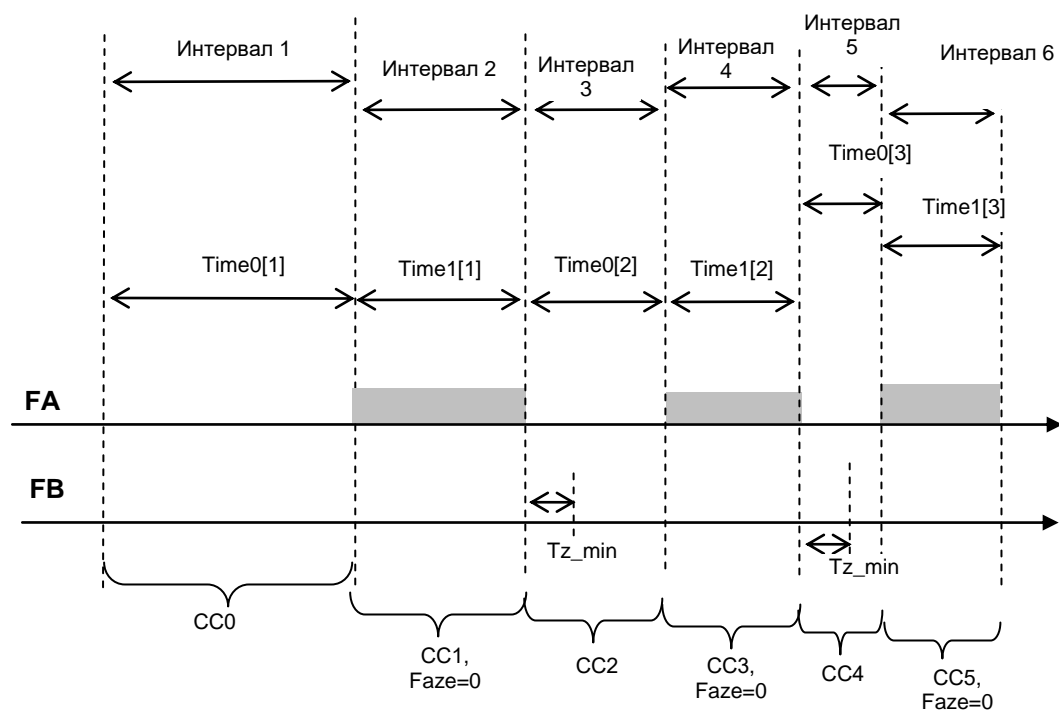 Интервал 1
Интервал 2
Интервал
3
Интервал
4
Интервал
5
Интервал 6
Time0[3]
Time1[3]
Time0[1]
Time1[1]
Time0[2]
Time1[2]
FA
FB
Tz_min
Tz_min
CC0
CC1,
Faze=0
CC2
CC3,
Faze=0
CC4
CC5,
Faze=0